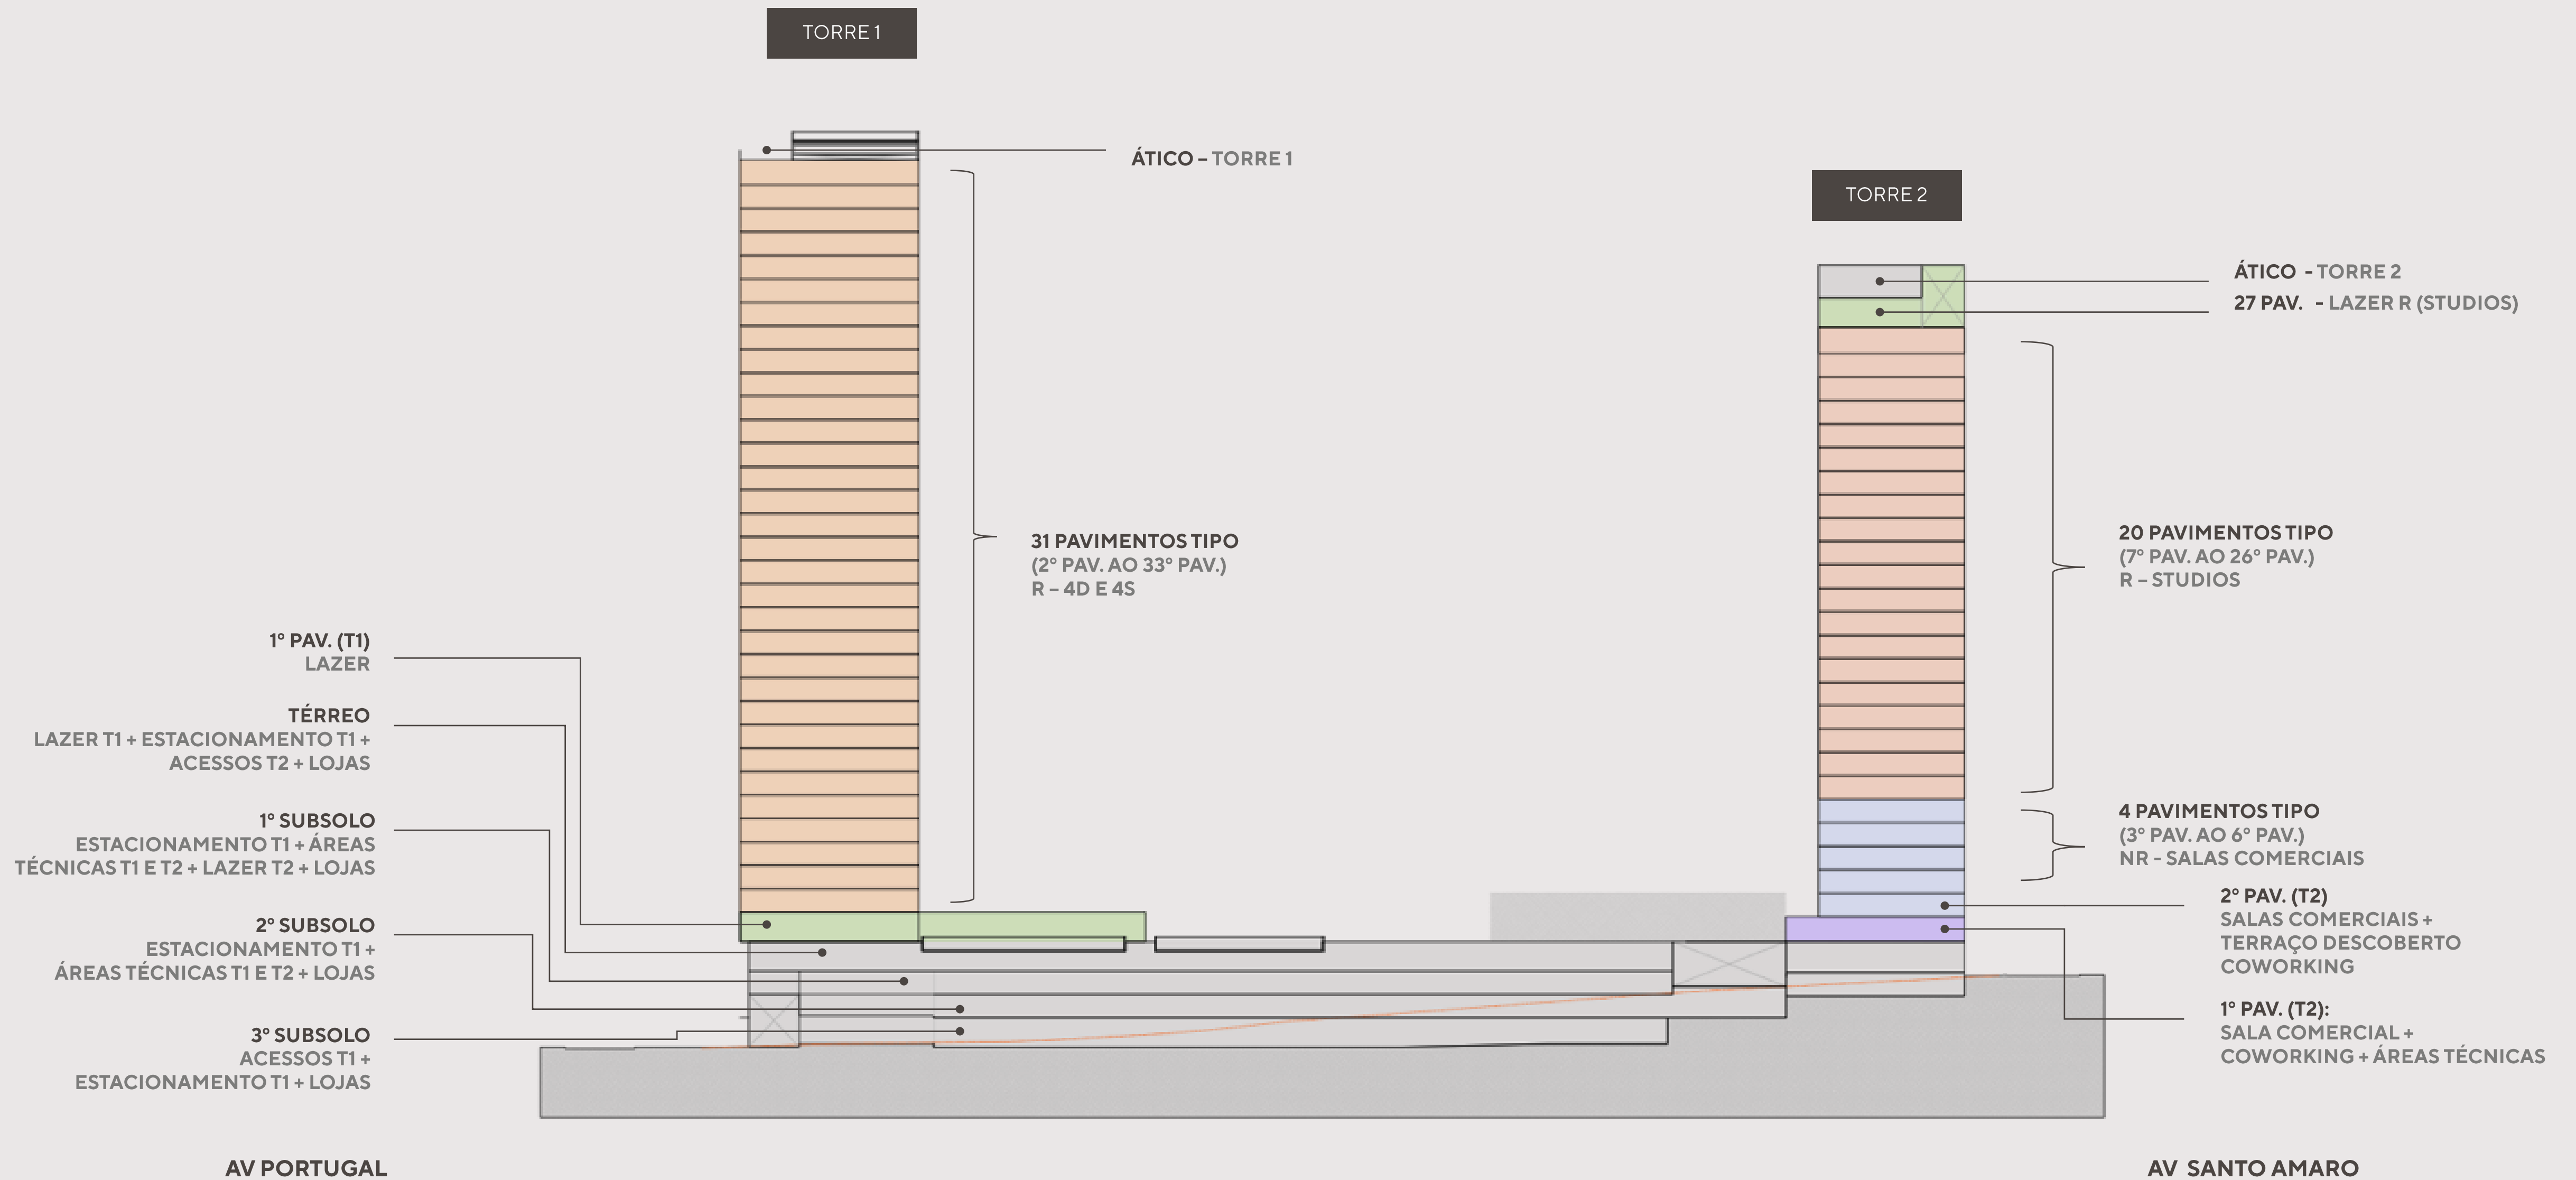 TORRE 1
ÁTICO – TORRE 1
TORRE 2
ÁTICO - TORRE 2
27 PAV. - LAZER R (STUDIOS)
31 PAVIMENTOS TIPO
(2° PAV. AO 33° PAV.)
R – 4D E 4S
20 PAVIMENTOS TIPO
(7° PAV. AO 26° PAV.)
R – STUDIOS
1° PAV. (T1)
LAZER
TÉRREO
LAZER T1 + ESTACIONAMENTO T1 +
ACESSOS T2 + LOJAS
1° SUBSOLO
ESTACIONAMENTO T1 + ÁREAS
TÉCNICAS T1 E T2 + LAZER T2 + LOJAS
2° SUBSOLO
ESTACIONAMENTO T1 +
ÁREAS TÉCNICAS T1 E T2 + LOJAS
3° SUBSOLO
ACESSOS T1 +
ESTACIONAMENTO T1 + LOJAS
4 PAVIMENTOS TIPO
(3° PAV. AO 6° PAV.)
NR - SALAS COMERCIAIS
2° PAV. (T2)
SALAS COMERCIAIS +
TERRAÇO DESCOBERTO
COWORKING
1° PAV. (T2):
SALA COMERCIAL +
COWORKING + ÁREAS TÉCNICAS
AV PORTUGAL
AV SANTO AMARO